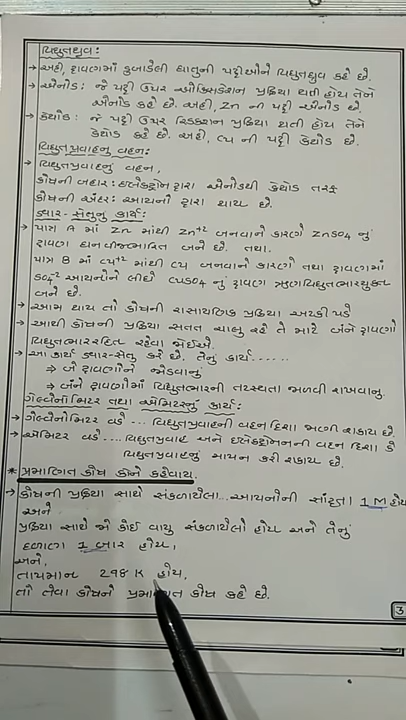 વિદ્યુતધ્રુવ:
→ અહીં, દ્રાવણમાં ડુબાડેલી ધાતુની પટ્ટીઓને વિદ્યુતધ્રુવ કહે છે.
→ એનોડ: જે પટ્ટી ઉપર ઓક્સિડેશન પ્રક્રિયા થતી હોય તેને
એનોડ કહે છે. અહીં, Zn ની પટ્ટી એનોડ છે.
→ કેથોડ: જે પટ્ટી ઉપર રિડક્શન પ્રક્રિયા થતી હોય તેને
કેથોડ કહે છે. અહીં, Cu ની પટ્ટી કેથોડ છે.
વિદ્યુતપ્રવાહનું વહન:
→ વિદ્યુતપ્રવાહનું વહન,
કોષની બહાર: ઇલેક્ટ્રોન દ્વારા એનોડથી કેથોડ તરફ
કોષની અંદર: આયનો દ્વારા થાય છે.
ક્ષાર-સેતુનું કાર્ય:
→ પાત્ર A માં Zn માંથી Zn+2 બનવાને કારણે ZnSO4 નું
દ્રાવણ ધનવીજભારિત બને છે. તથા.
પાત્ર B માં Cu+2 માંથી Cu બનવાને કારણે તથા દ્રાવણમાં
SO4-2 આયનોને લીધે CuSO4 નું દ્રાવણ ઋણવિદ્યુતભારયુક્ત
બને છે.
→ આમ થાય તો કોષની રાસાયણિક પ્રક્રિયા અટકી પડે
→ આથી કોષની પ્રક્રિયા સતત ચાલુ રહે તે માટે બંને દ્રાવણો
વિદ્યુતભારરહિત રહેવા જોઈએ.
→ આ કાર્ય ક્ષાર-સેતુ કરે છે. તેનું કાર્ય.....
⇒ બે દ્રાવણોને જોડવાનું
⇒ બંને દ્રાવણોમાં વિદ્યુતભારની તટસ્થતા જાળવી રાખવાનું.
ગેલ્વેનોમિટર તથા એમિટરનું કાર્ય:
→ ગેલ્વેનોમિટર વડે... વિદ્યુતપ્રવાહની વહન દિશા જાણી શકાય છે.
→ એમિટર વડે.... વિદ્યુતપ્રવાહ અને ઇલેક્ટ્રોનની વહન દિશા કે
વિદ્યુતપ્રવાહનું માપન કરી શકાય છે.
* પ્રમાણિત કોષ કોને કહેવાય.
→ કોષની પ્રક્રિયા સાથે સંકળાયેલા... આયનોની સાંદ્રતા 1 M હોય
અને
પ્રક્રિયા સાથે જો કોઈ વાયુ સંકળાયેલો હોય અને તેનું
દબાણ 1 બાર હોય,
અને,
તાપમાન 298 K હોય,
તો તેવા કોષને પ્રમાણિત કોષ કહે છે.
3